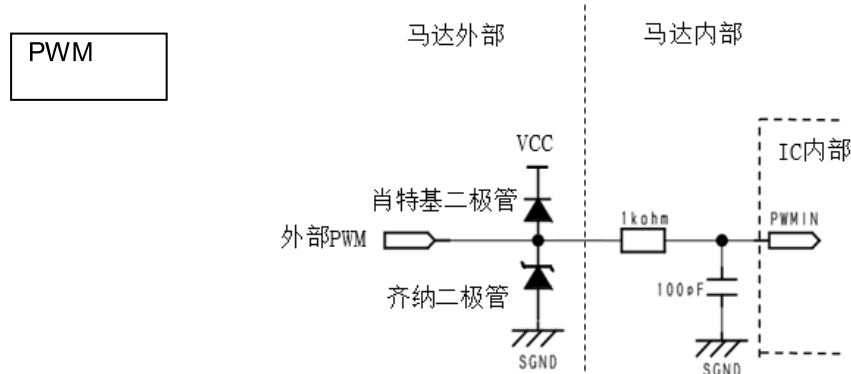 PWM
马达外部
马达内部
VCC
IC内部
肖特基二极管
1kohm
PWMIN
外部PWM
齐纳二极管
100pF
SGND
SGND